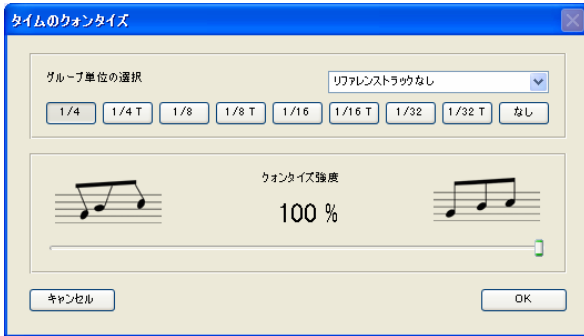 タイムのクォンタイズ
グループ単位の選択
リファレンストラックなし
1/4 1/4 T 1/8 1/8 T 1/16 1/16 T 1/32 1/32 T なし
クォンタイズ強度
100 %
キャンセル OK